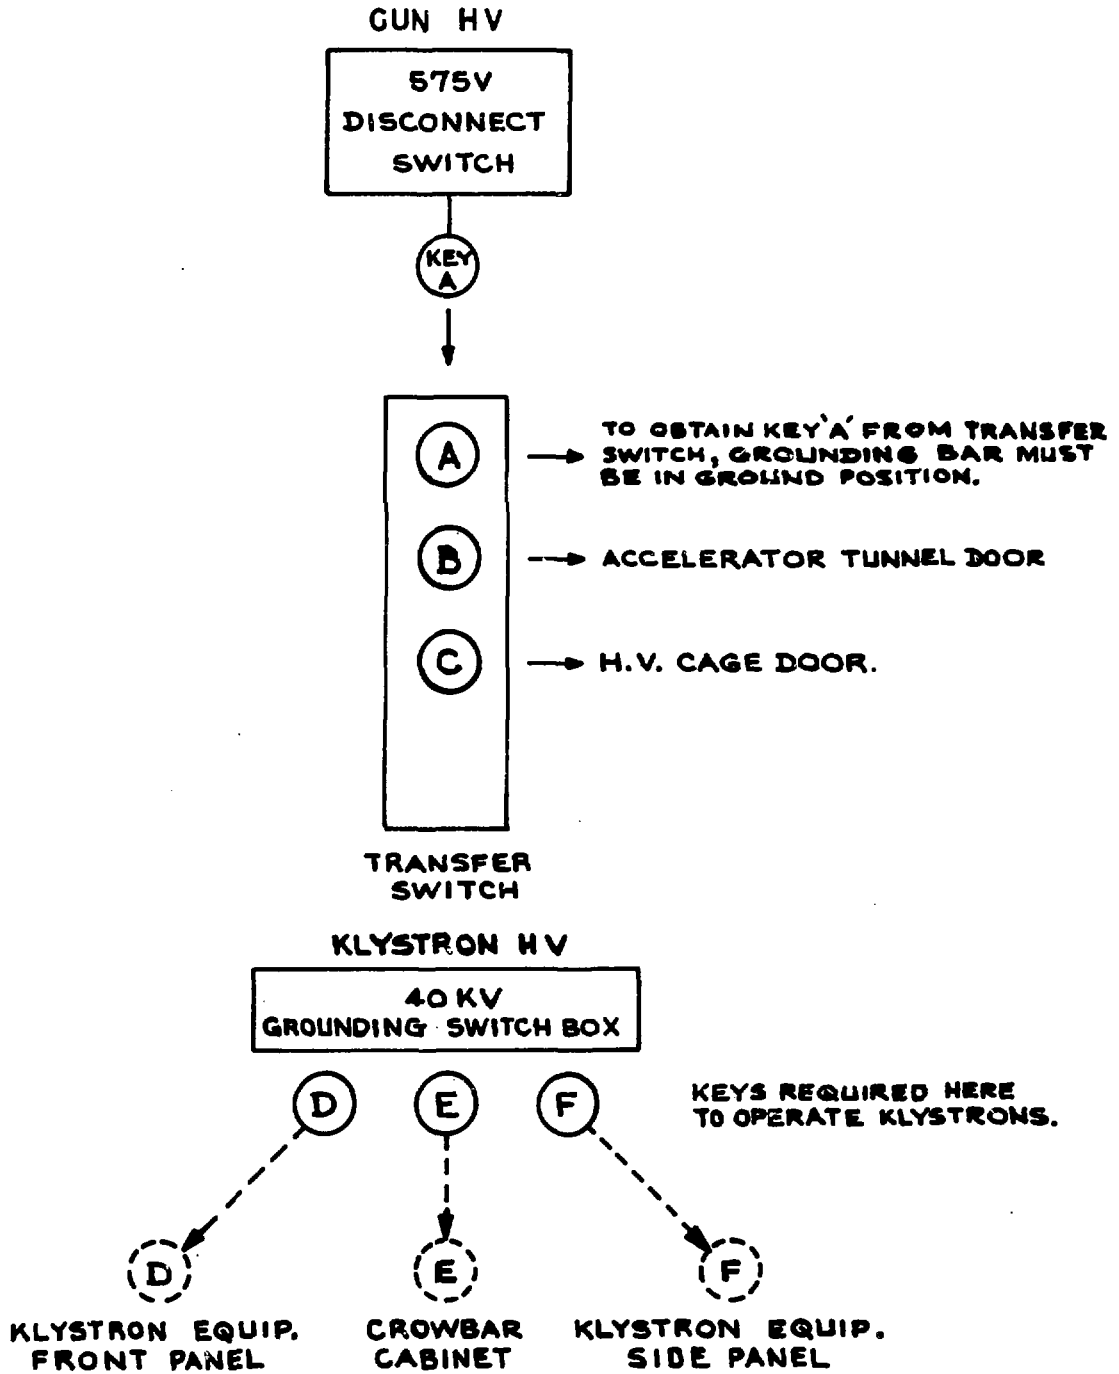 GUN HV
575V
DISCONNECT
SWITCH
KEY
A
A
TO OBTAIN KEY 'A' FROM TRANSFER
SWITCH, GROUNDING BAR MUST
BE IN GROUND POSITION.
B
ACCELERATOR TUNNEL DOOR
C
H.V. CAGE DOOR.
TRANSFER
SWITCH
KLYSTRON HV
40 KV
GROUNDING SWITCH BOX
D
E
F
KEYS REQUIRED HERE
TO OPERATE KLYSTRONS.
D
E
F
KLYSTRON EQUIP.
FRONT PANEL
CROWBAR
CABINET
KLYSTRON EQUIP.
SIDE PANEL